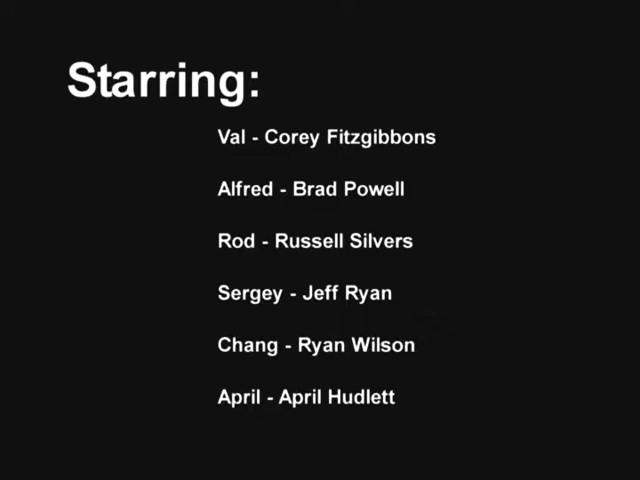 Starring:
Val - Corey Fitzgibbons
Alfred - Brad Powell
Rod - Russell Silvers
Sergey - Jeff Ryan
Chang - Ryan Wilson
April - April Hudlett